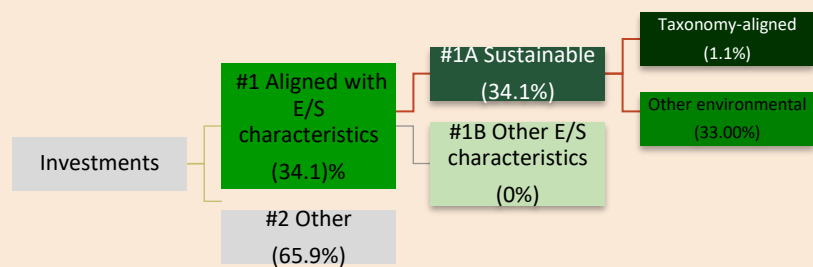 Investments
#1 Aligned with
E/S
characteristics
(34.1)%
#2 Other
(65.9%)
#1A Sustainable
(34.1%)
#1B Other E/S
characteristics
(0%)
Taxonomy-aligned
(1.1%)
Other environmental
(33.00%)